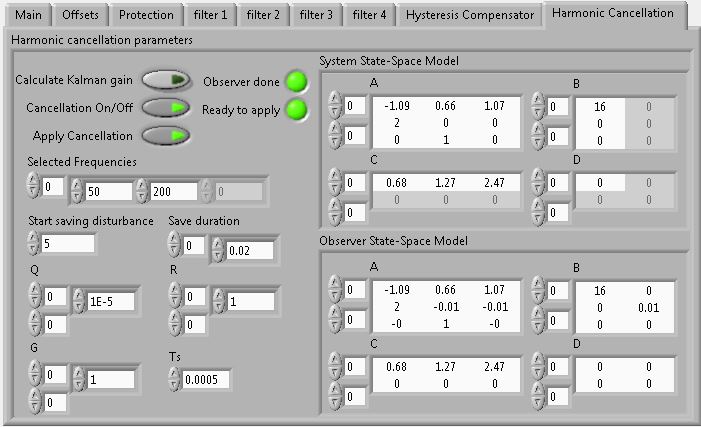 Main Offsets Protection filter 1 filter 2 filter 3 filter 4 Hysteresis Compensator Harmonic Cancellation
Harmonic cancellation parameters
Calculate Kalman gain Observer done
Cancellation On/Off Ready to apply
Apply Cancellation
Selected Frequencies
0 50 200 0
Start saving disturbance Save duration
5 0 0.02
Q R
0 1E-5 0 1
0 0
G Ts
0 1 0.0005
0
System State-Space Model
A B
0 -1.09 0.66 1.07 0 16 0
0 2 0 0 0 0 0
0 1 0 0 0
C D
0 0.68 1.27 2.47 0 0 0
0 0 0 0 0 0 0
Observer State-Space Model
A B
0 -1.09 0.66 1.07 0 16 0
0 2 -0.01 -0.01 0 0 0.01
-0 1 -0 0 0
C D
0 0.68 1.27 2.47 0 0 0
0 0 0 0 0 0 0